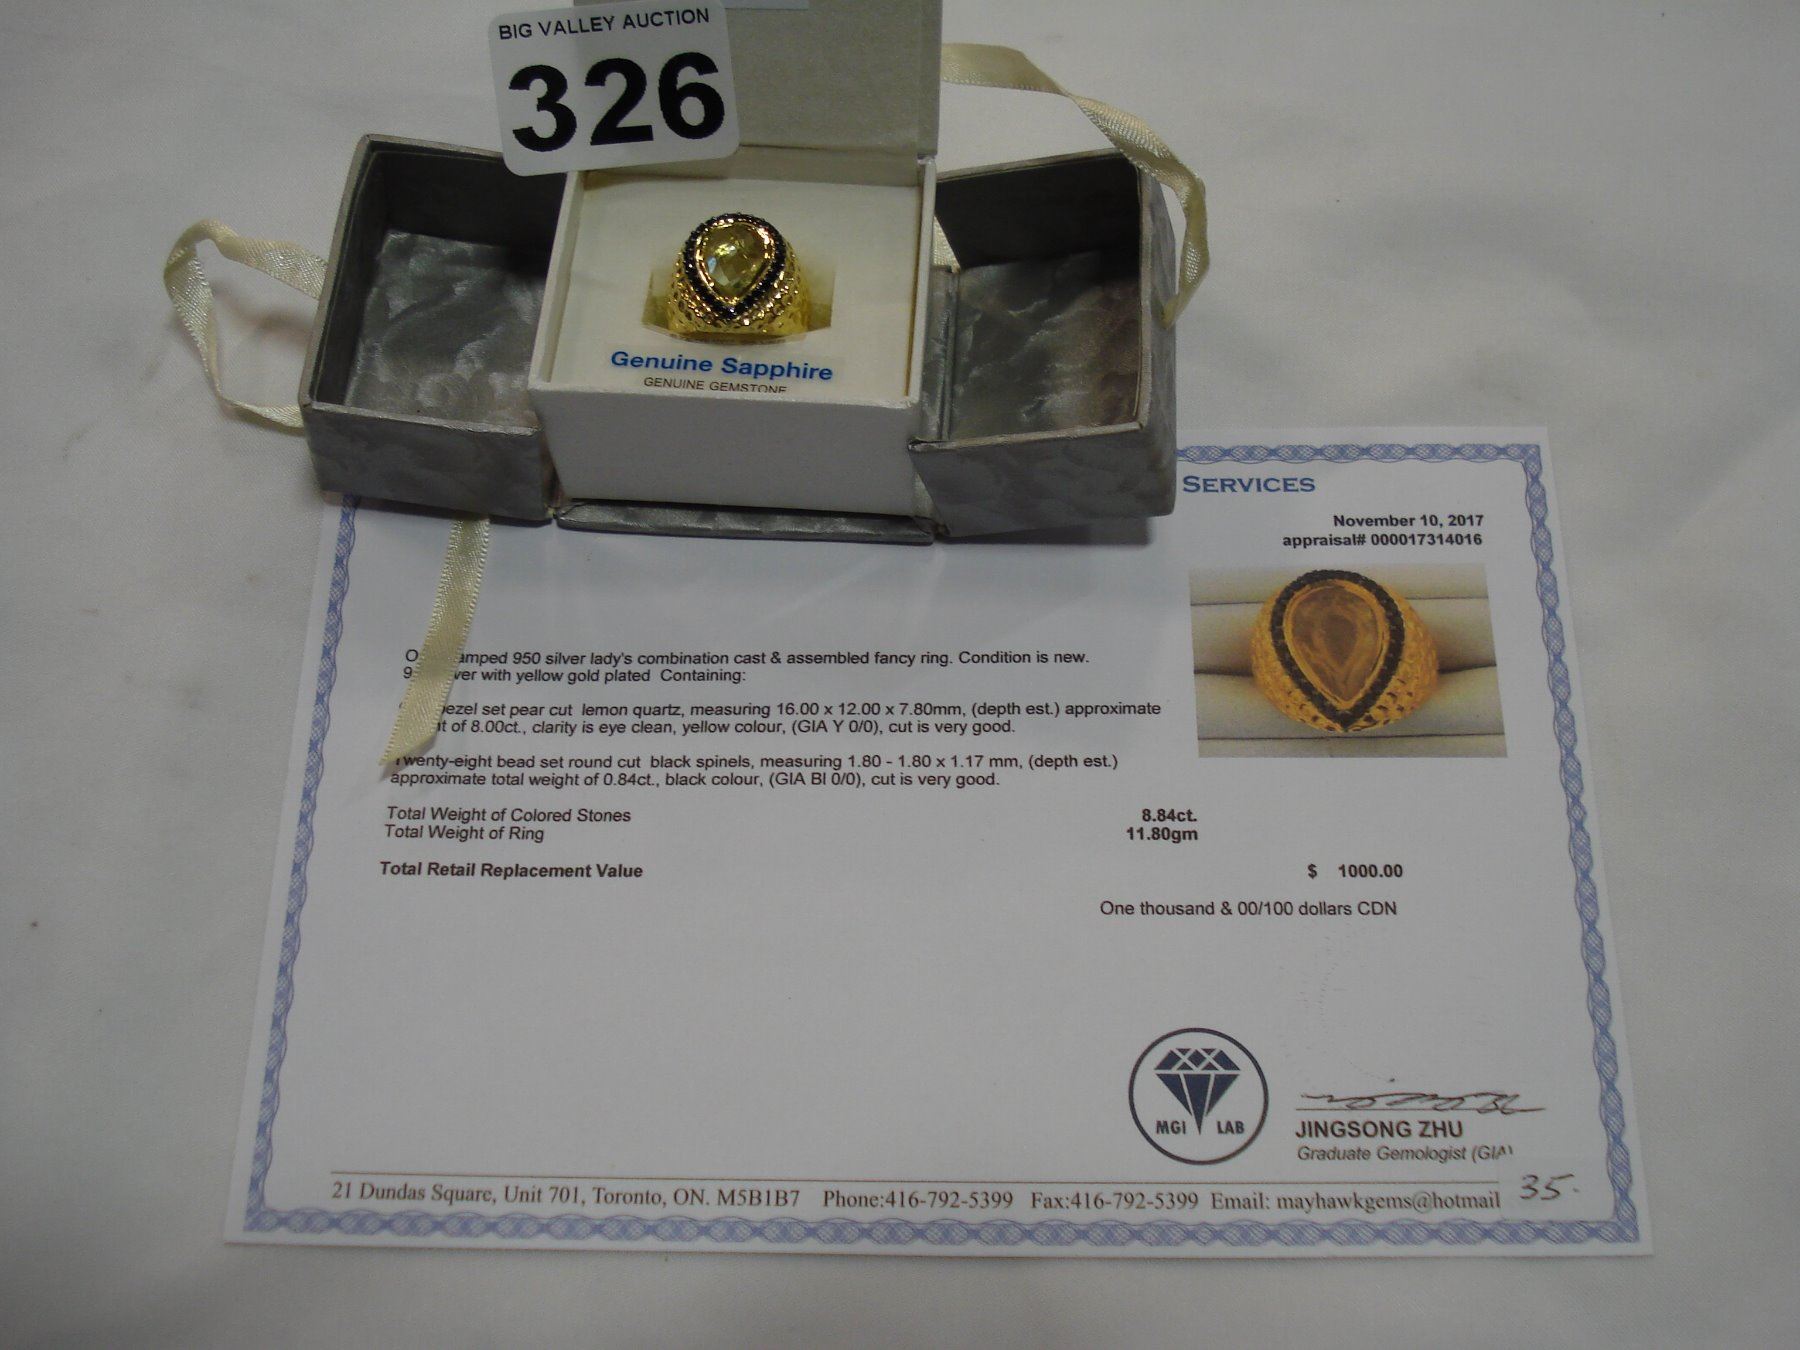 BIG VALLEY AUCTION
326
Genuine Sapphire
GENUINE GEMSTONE
SERVICES
November 10, 2017
appraisal# 000017314016
amped 950 silver lady's combination cast & assembled fancy ring. Condition is new.
with yellow gold plated Containing:
bezel set pear cut lemon quartz, measuring 16.00 x 12.00 x 7.80mm, (depth est.) approximate
of 8.00ct., clarity is eye clean, yellow colour, (GIA Y 0/0), cut is very good.
Twenty-eight bead set round cut black spinels, measuring 1.80 - 1.80 x 1.17 mm, (depth est.)
approximate total weight of 0.84ct., black colour, (GIA Bl 0/0), cut is very good.
Total Weight of Colored Stones 8.84ct.
Total Weight of Ring 11.80gm
Total Retail Replacement Value $ 1000.00
One thousand & 00/100 dollars CDN
MGI LAB
JINGSONG ZHU
Graduate Gemologist (GIA)
21 Dundas Square, Unit 701, Toronto, ON. M5B1B7 Phone:416-792-5399 Fax:416-792-5399 Email: mayhawkgems@hotmail
35.